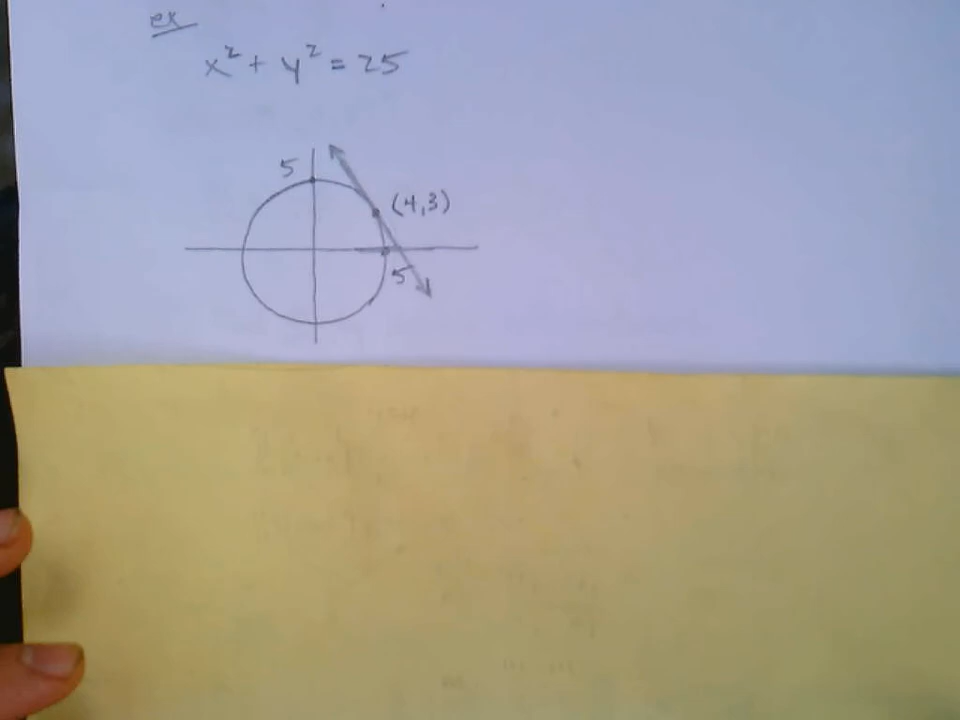 ex
x² + y² = 25
5
(4,3)
5